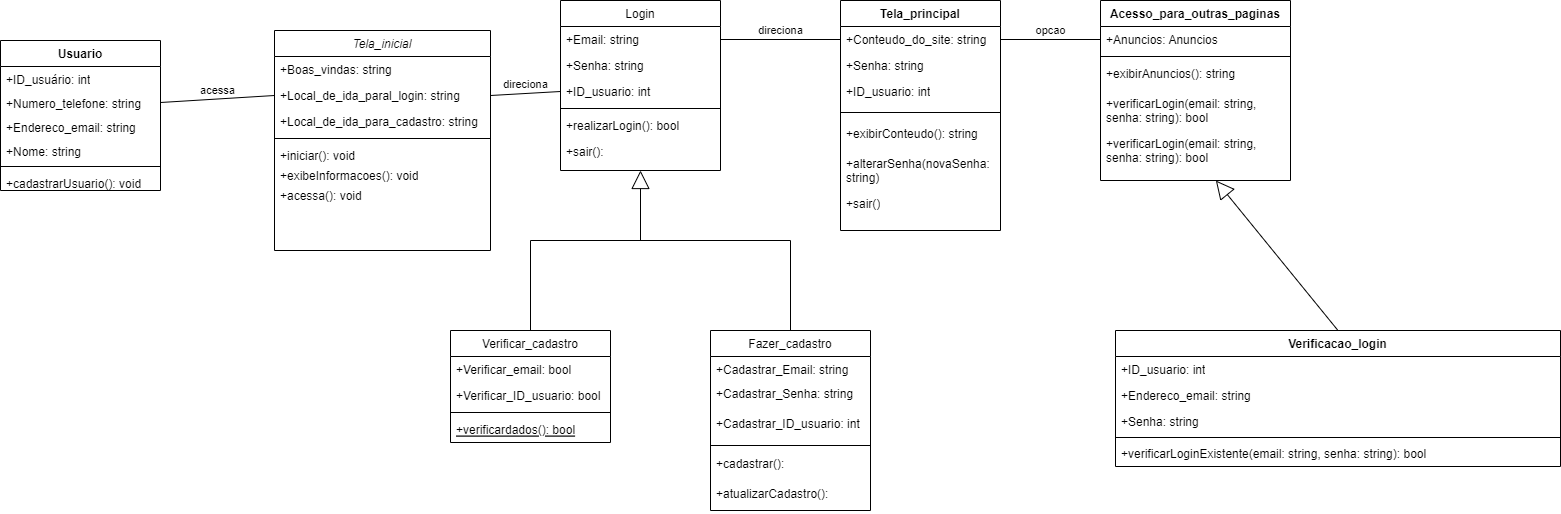 Usuario
+ID_usuário: int
+Numero_telefone: string
+Endereco_email: string
+Nome: string
+cadastrarUsuario(): void
acessa
Tela_inicial
+Boas_vindas: string
+Local_de_ida_paral_login: string
+Local_de_ida_para_cadastro: string
+iniciar(): void
+exibeInformacoes(): void
+acessa(): void
direciona
Login
+Email: string
+Senha: string
+ID_usuario: int
+realizarLogin(): bool
+sair():
direciona
Tela_principal
+Conteudo_do_site: string
+Senha: string
+ID_usuario: int
+exibirConteudo(): string
+alterarSenha(novaSenha:
string)
+sair()
opcao
Acesso_para_outras_paginas
+Anuncios: Anuncios
+exibirAnuncios(): string
+verificarLogin(email: string,
senha: string): bool
+verificarLogin(email: string,
senha: string): bool
Verificar_cadastro
+Verificar_email: bool
+Verificar_ID_usuario: bool
+verificardados(): bool
Fazer_cadastro
+Cadastrar_Email: string
+Cadastrar_Senha: string
+Cadastrar_ID_usuario: int
+cadastrar():
+atualizarCadastro():
Verificacao_login
+ID_usuario: int
+Endereco_email: string
+Senha: string
+verificarLoginExistente(email: string, senha: string): bool